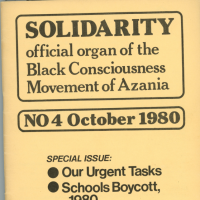 SOLIDARITY
official organ of the
Black Consciousness
Movement of Azania
NO 4 October 1980
SPECIAL ISSUE:
● Our Urgent Tasks
● Schools Boycott,
1980